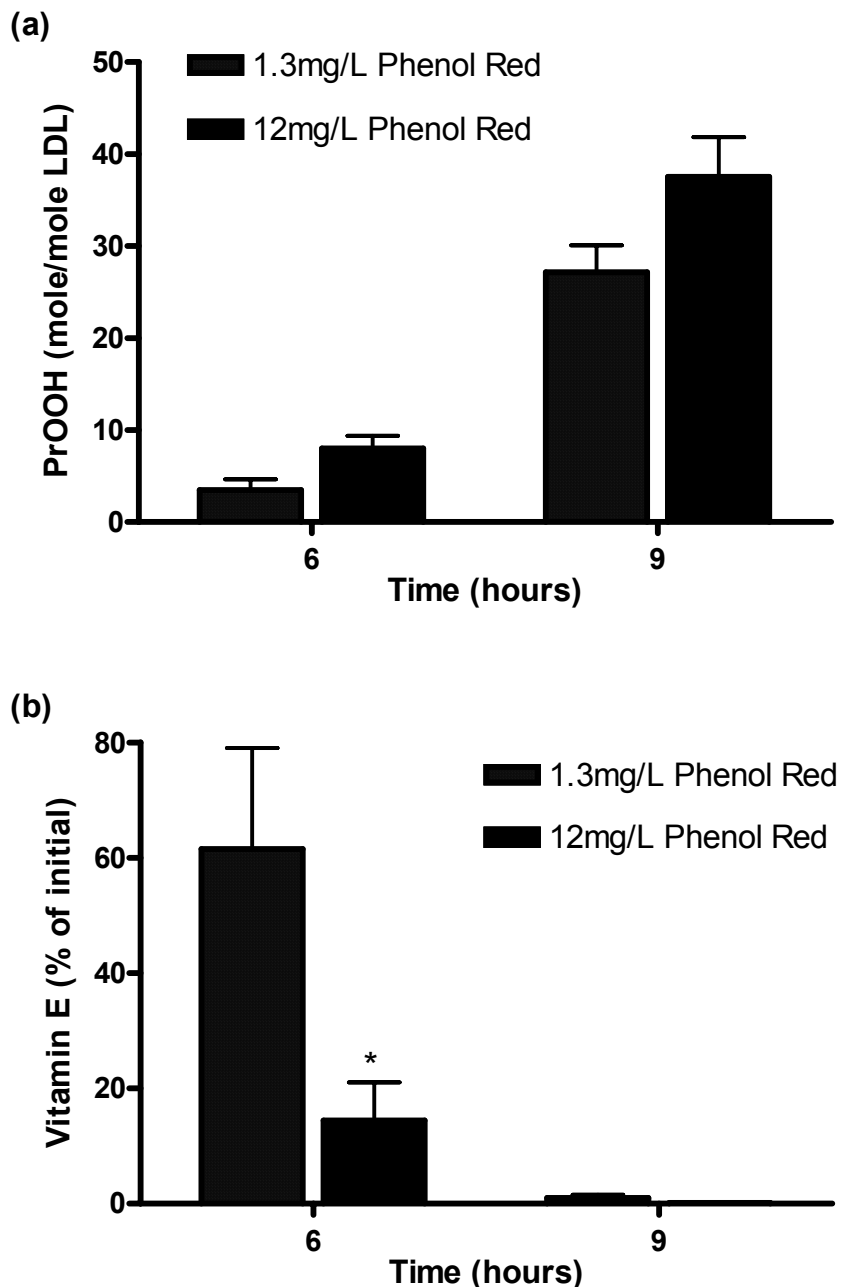 (a)
50
40
30
20
10
0
PrOOH (mole/mole LDL)
1.3mg/L Phenol Red
12mg/L Phenol Red
6
9
Time (hours)
(b)
80
60
40
20
0
Vitamin E (% of initial)
1.3mg/L Phenol Red
12mg/L Phenol Red
*
6
9
Time (hours)